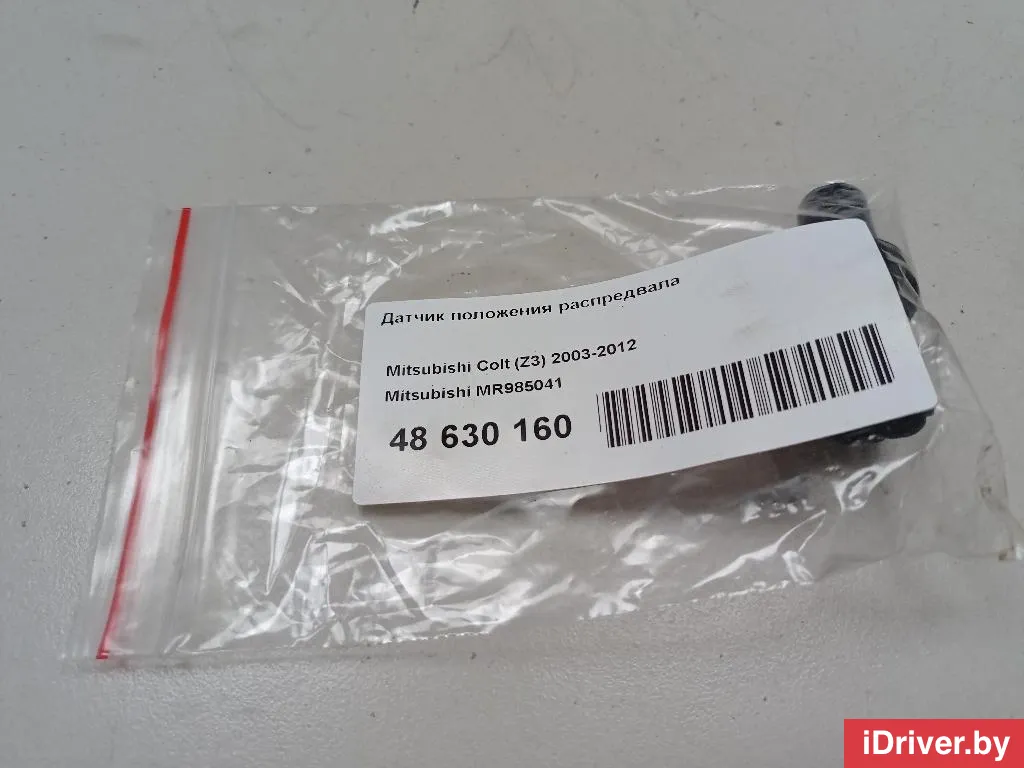 Датчик положения распредвала
Mitsubishi Colt (Z3) 2003-2012
Mitsubishi MR985041
48 630 160
iDriver.by